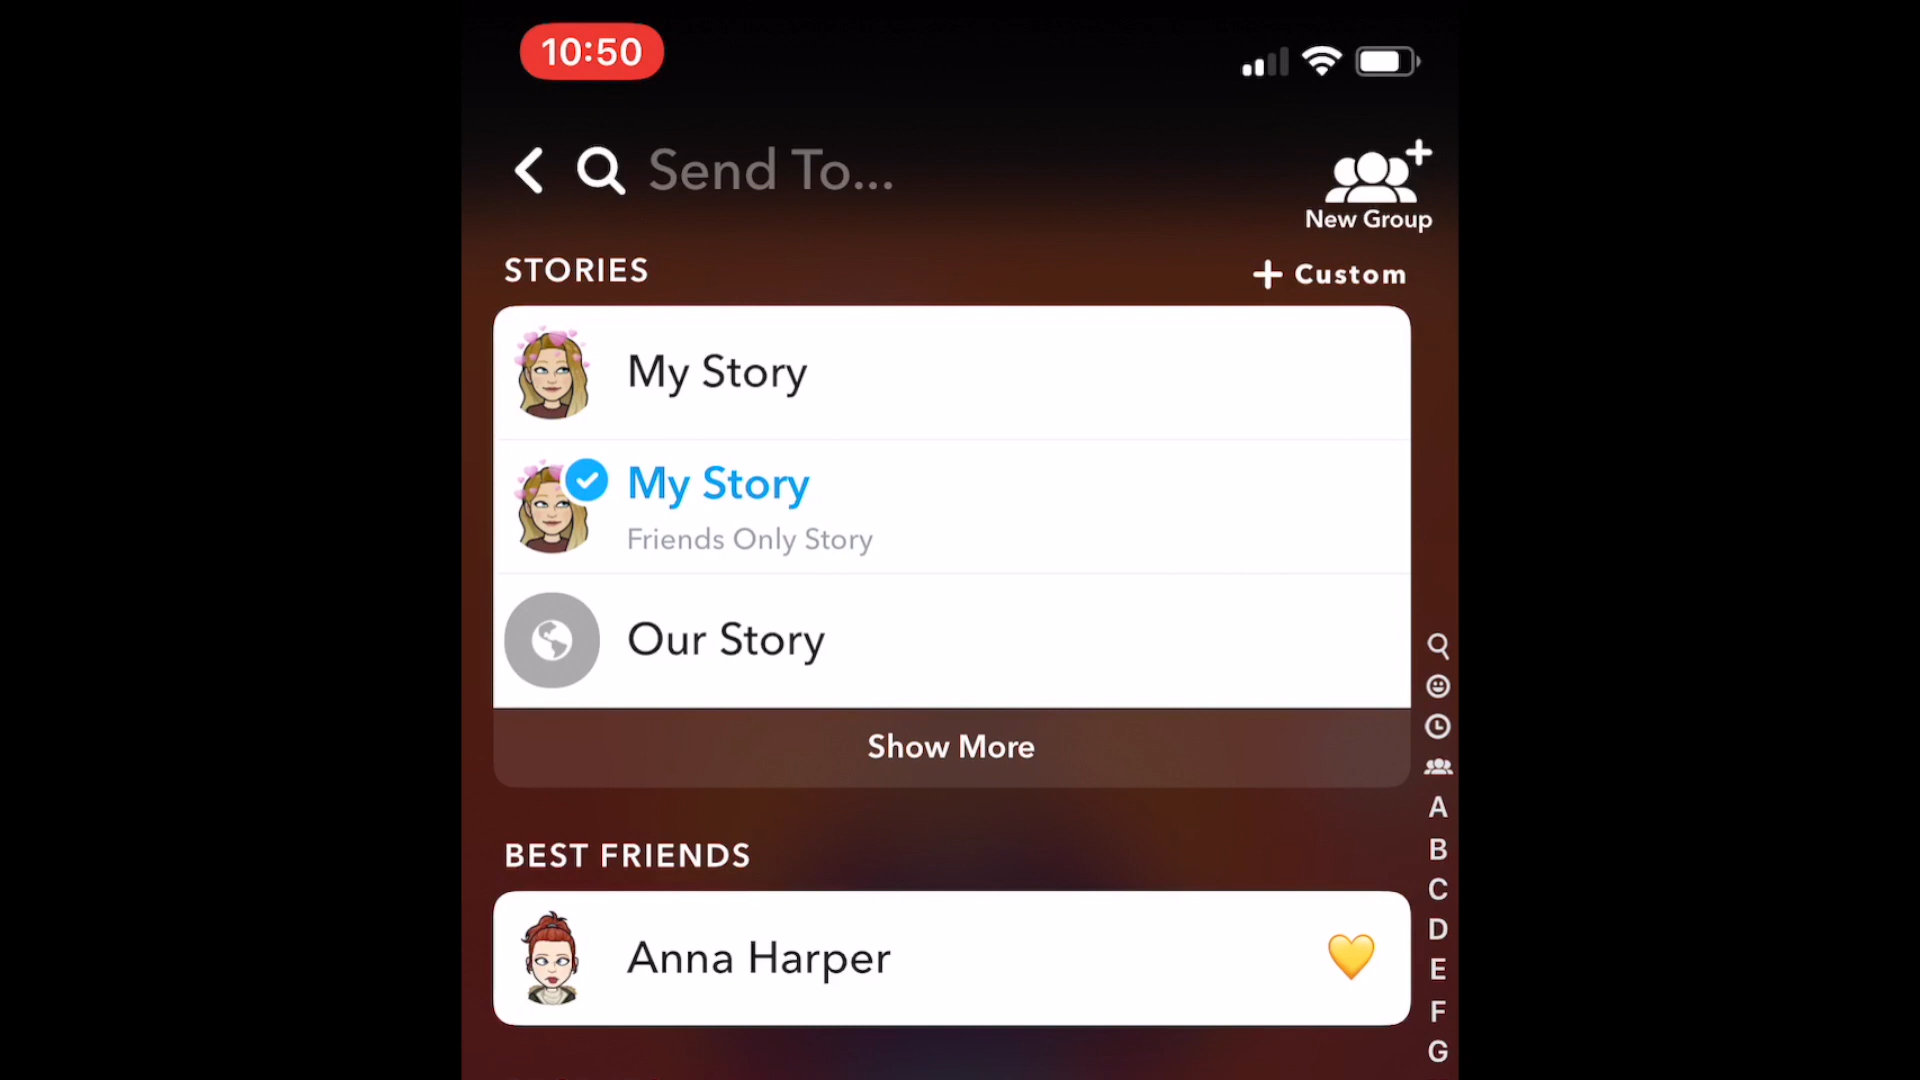 10:50
Send To...
New Group
STORIES
+ Custom
My Story
My Story
Friends Only Story
Our Story
Show More
BEST FRIENDS
Anna Harper
A
B
C
D
E
F
G